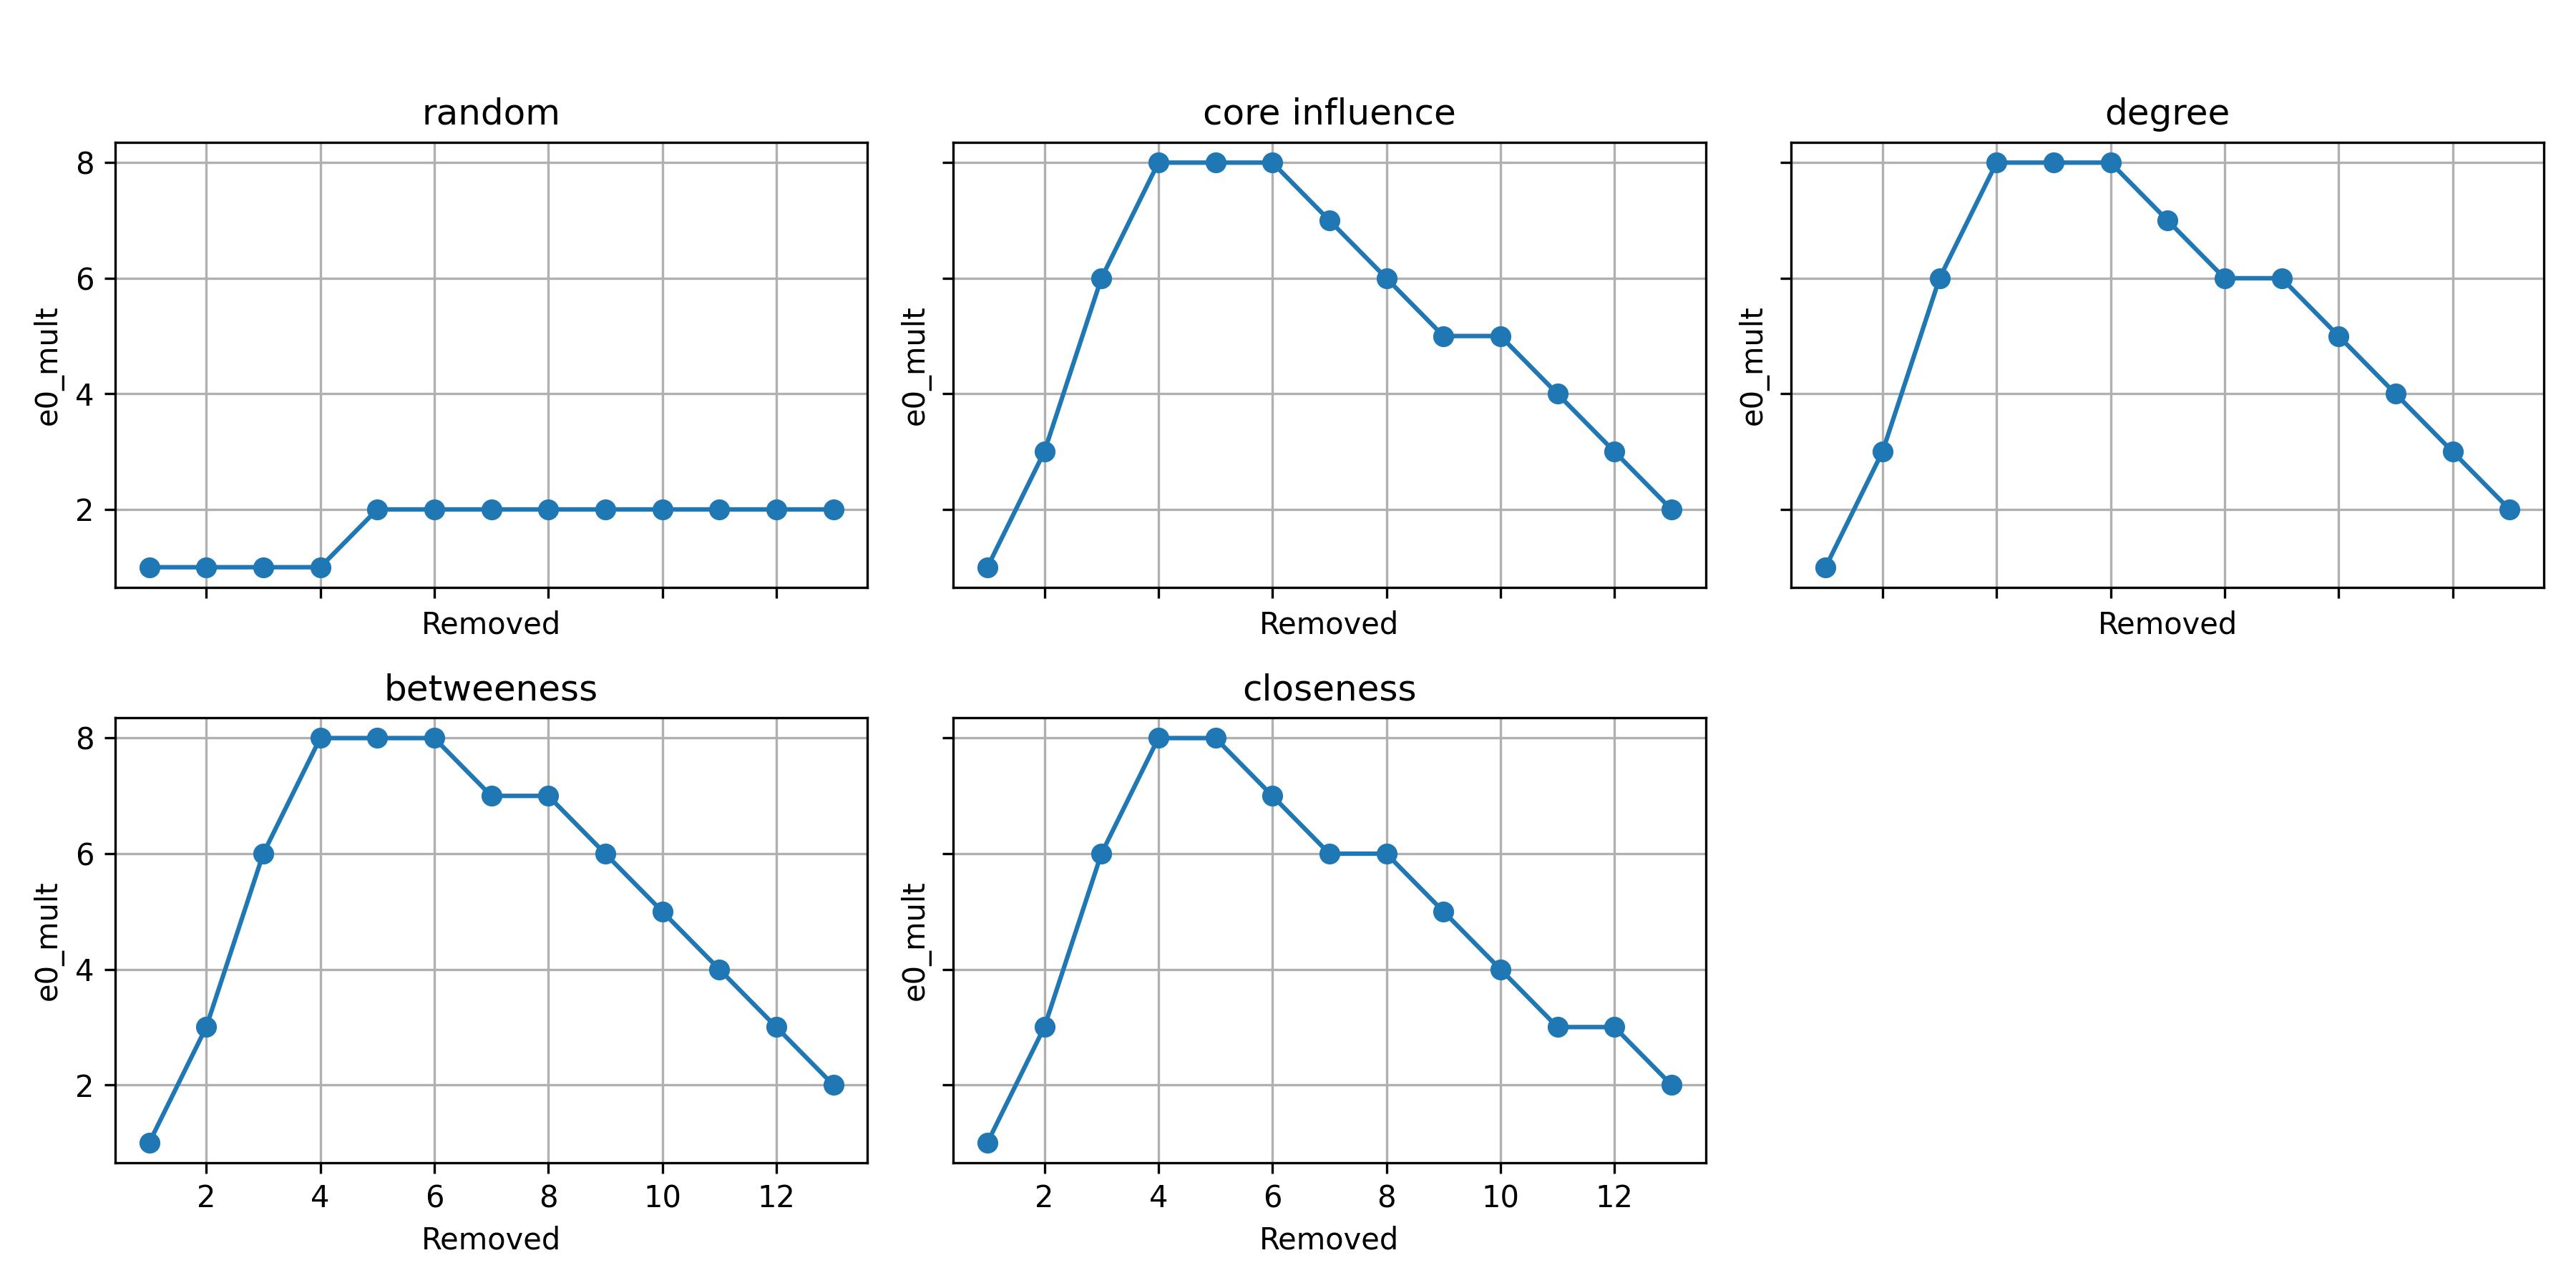 random
core influence
degree
8
6
4
2
e0_mult
e0_mult
e0_mult
Removed
Removed
Removed
betweeness
closeness
8
6
4
2
e0_mult
e0_mult
2 4 6 8 10 12
2 4 6 8 10 12
Removed
Removed